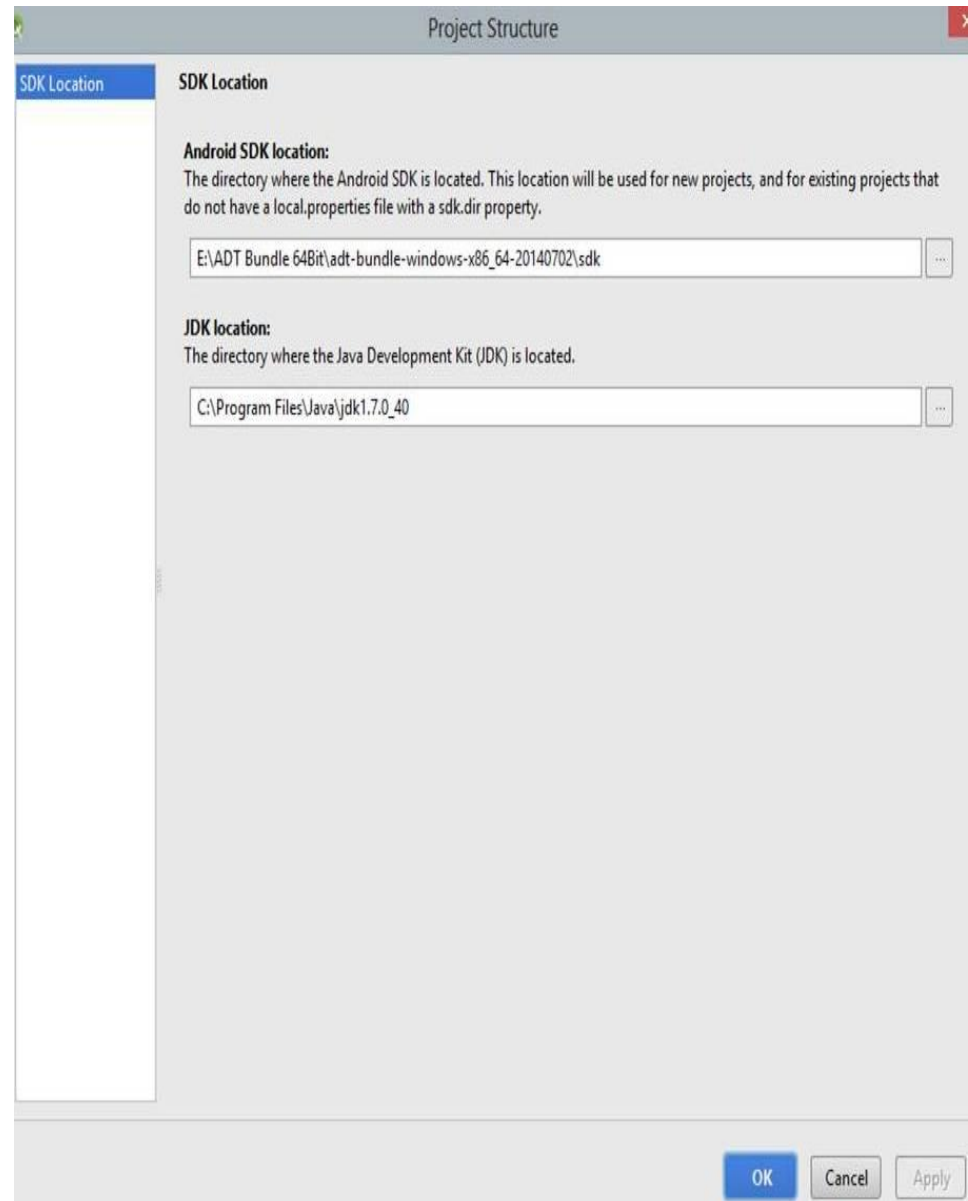 Project Structure
SDK Location
SDK Location
Android SDK location:
The directory where the Android SDK is located. This location will be used for new projects, and for existing projects that
do not have a local.properties file with a sdk.dir property.
E:\ADT Bundle 64Bit\adt-bundle-windows-x86_64-20140702\sdk
...
JDK location:
The directory where the Java Development Kit (JDK) is located.
C:\Program Files\Java\jdk1.7.0_40
...
OK
Cancel
Apply